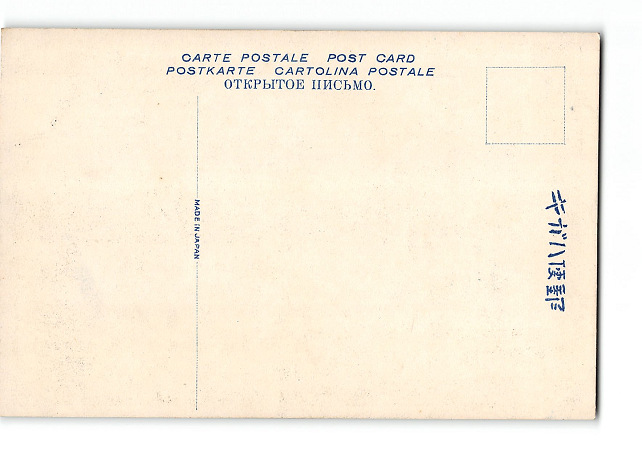 CARTE POSTALE POST CARD
POSTKARTE CARTOLINA POSTALE
ОТКРЫТОЕ ПИСЬМО.
MADE IN JAPAN